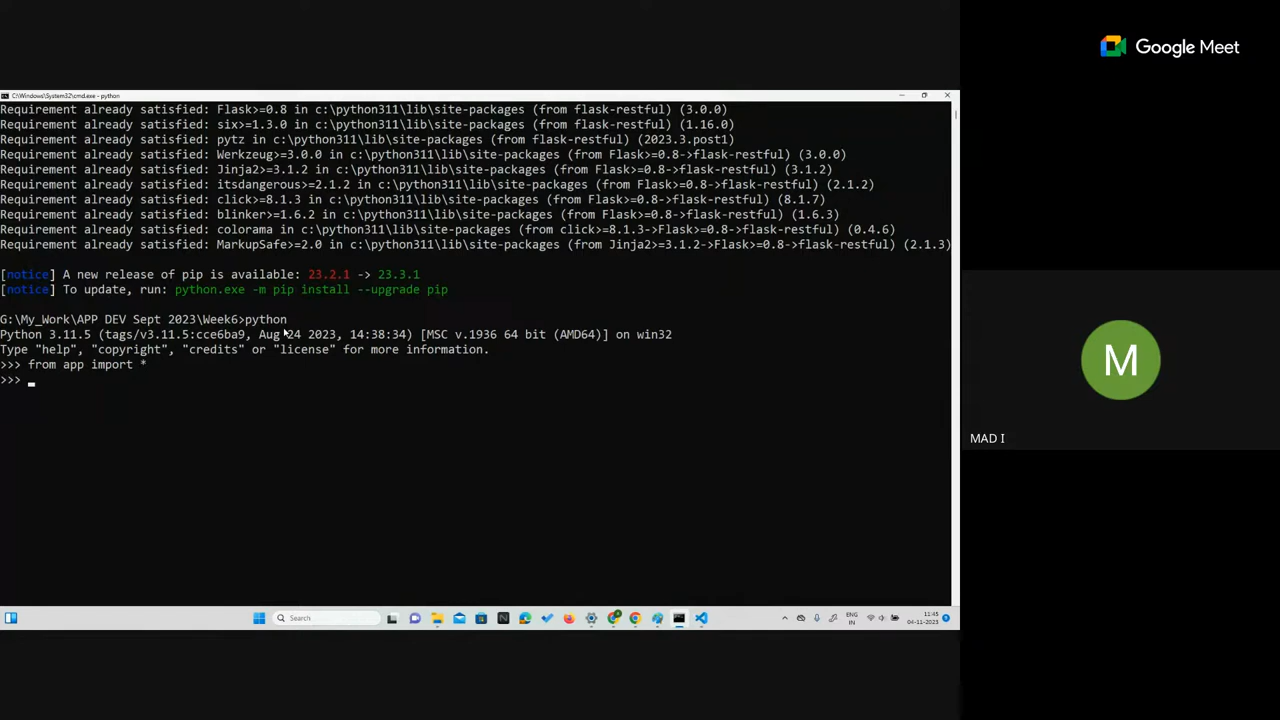 Google Meet
C:\Windows\System32\cmd.exe - python
Requirement already satisfied: Flask>=0.8 in c:\python311\lib\site-packages (from flask-restful) (3.0.0)
Requirement already satisfied: six>=1.3.0 in c:\python311\lib\site-packages (from flask-restful) (1.16.0)
Requirement already satisfied: pytz in c:\python311\lib\site-packages (from flask-restful) (2023.3.post1)
Requirement already satisfied: Werkzeug>=3.0.0 in c:\python311\lib\site-packages (from Flask>=0.8->flask-restful) (3.0.0)
Requirement already satisfied: Jinja2>=3.1.2 in c:\python311\lib\site-packages (from Flask>=0.8->flask-restful) (3.1.2)
Requirement already satisfied: itsdangerous>=2.1.2 in c:\python311\lib\site-packages (from Flask>=0.8->flask-restful) (2.1.2)
Requirement already satisfied: click>=8.1.3 in c:\python311\lib\site-packages (from Flask>=0.8->flask-restful) (8.1.7)
Requirement already satisfied: blinker>=1.6.2 in c:\python311\lib\site-packages (from Flask>=0.8->flask-restful) (1.6.3)
Requirement already satisfied: colorama in c:\python311\lib\site-packages (from click>=8.1.3->Flask>=0.8->flask-restful) (0.4.6)
Requirement already satisfied: MarkupSafe>=2.0 in c:\python311\lib\site-packages (from Jinja2>=3.1.2->Flask>=0.8->flask-restful) (2.1.3)
[notice] A new release of pip is available: 23.2.1 -> 23.3.1
[notice] To update, run: python.exe -m pip install --upgrade pip
G:\My_Work\APP DEV Sept 2023\Week6>python
Python 3.11.5 (tags/v3.11.5:cce6ba9, Aug 24 2023, 14:38:34) [MSC v.1936 64 bit (AMD64)] on win32
Type "help", "copyright", "credits" or "license" for more information.
>>> from app import *
>>>
M
MAD I
Search
ENG
IN
11:45
04-11-2023